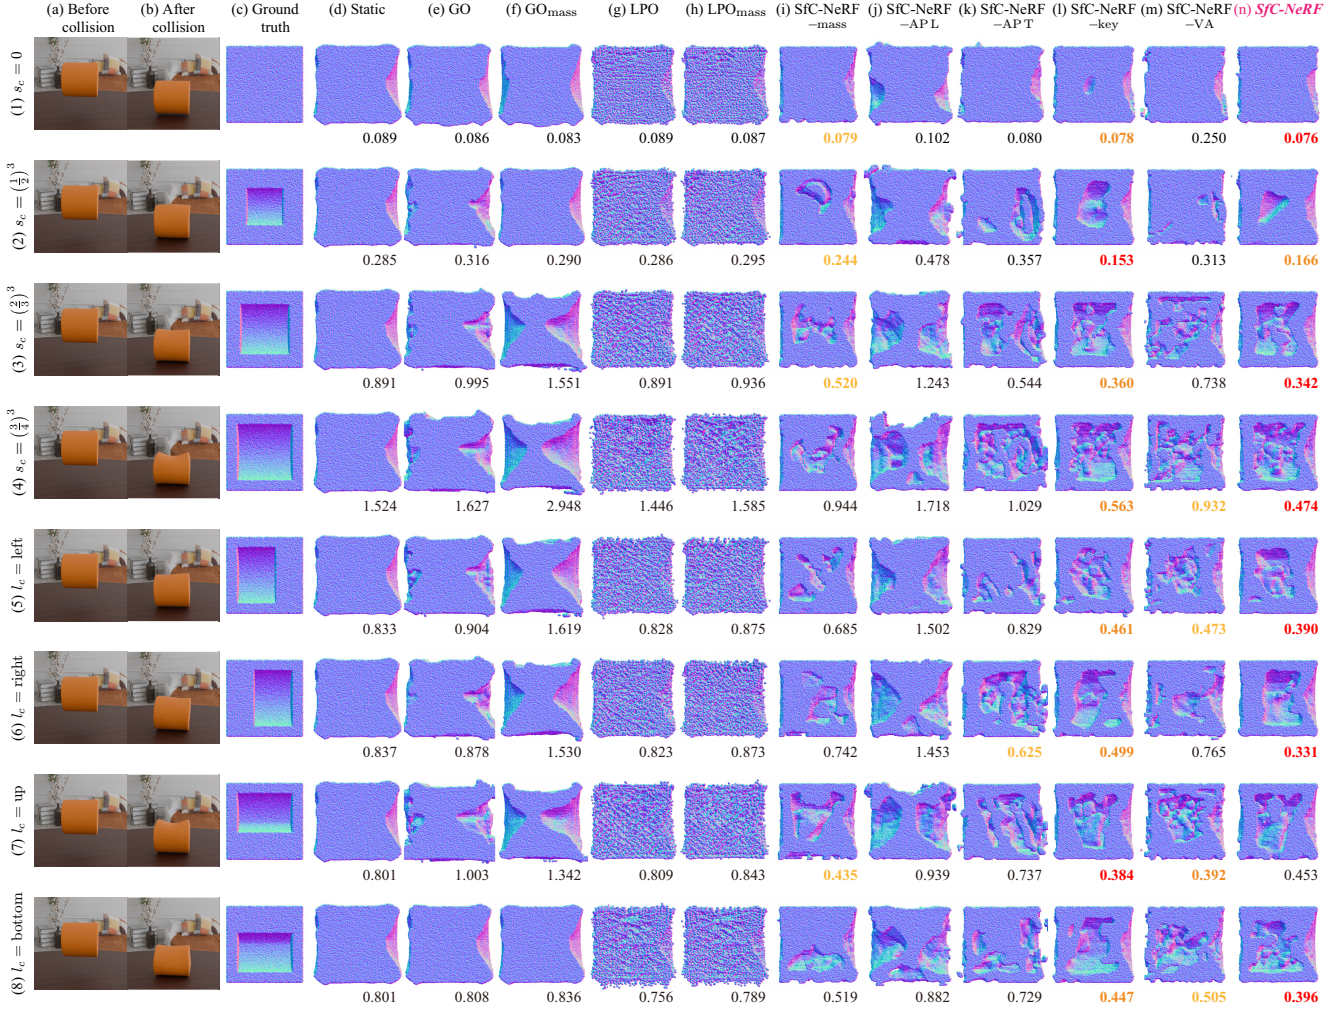 (a) Before collision
(b) After collision
(c) Ground truth
(d) Static
(e) GO
(f) GOmass
(g) LPO
(h) LPOmass
(i) SfC-NeRF −mass
(j) SfC-NeRF −APL
(k) SfC-NeRF −APT
(l) SfC-NeRF −key
(m) SfC-NeRF −VA
(n) SfC-NeRF
(1) s_c = 0
0.089 0.086 0.083 0.089 0.087 0.079 0.102 0.080 0.078 0.250 0.076
(2) s_c = (1/2)^3
0.285 0.316 0.290 0.286 0.295 0.244 0.478 0.357 0.153 0.313 0.166
(3) s_c = (2/3)^3
0.891 0.995 1.551 0.891 0.936 0.520 1.243 0.544 0.360 0.738 0.342
(4) s_c = (3/4)^3
1.524 1.627 2.948 1.446 1.585 0.944 1.718 1.029 0.563 0.932 0.474
(5) l_c = left
0.833 0.904 1.619 0.828 0.875 0.685 1.502 0.829 0.461 0.473 0.390
(6) l_c = right
0.837 0.878 1.530 0.823 0.873 0.742 1.453 0.625 0.499 0.765 0.331
(7) l_c = up
0.801 1.003 1.342 0.809 0.843 0.435 0.939 0.737 0.384 0.392 0.453
(8) l_c = bottom
0.801 0.808 0.836 0.756 0.789 0.519 0.882 0.729 0.447 0.505 0.396